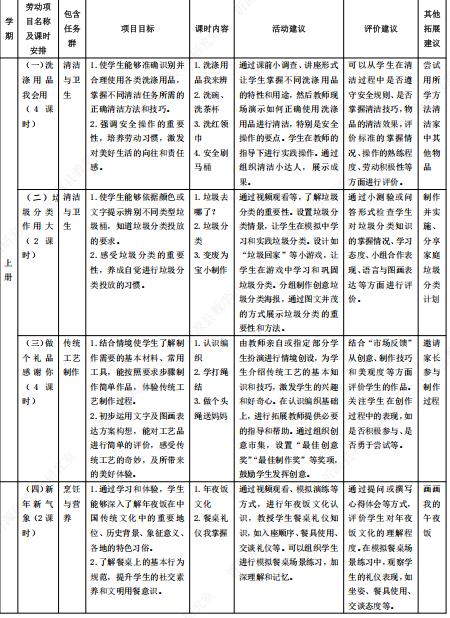 学期
劳动项目名称及课时安排
包含任务群
项目目标
课时内容
活动建议
评价建议
其他拓展建议
上册
（一）洗
涤用品
我会用
（4 课
时）
清洁
与卫
生
1.使学生能够准确识别并
合理使用各类洗涤用品，
掌握不同清洁任务所需的
正确清洁方法和技巧。
2.强调安全操作的重要
性，培养劳动习惯，激发
对美好生活的向往和责任
感。
1.洗涤用
品我来辨
2.洗碗、
洗茶杯
3.洗红领
巾
4.安全刷
马桶
通过课前小调查、讲座形式
让学生掌握不同洗涤用品
的特性和用途，然后教师现
场演示如何正确使用洗涤
用品进行清洁，特别是安全
操作的要点。学生在教师的
指导下进行实践操作。通过
组织清洁小达人，展示成
果。
可以从学生在清
洁过程中是否遵
守安全规则、是否
掌握清洁技巧，物
品的清洁效果，评
价标准的掌握情
况、操作的熟练程
度、劳动积极性等
方面进行评价。
尝试
用所
学方
法清
洁家
中其
他物
品
（二）垃
圾分类
作用大
（2 课
时）
清洁
与卫
生
1.使学生能够依据颜色或
文字提示辨别不同类型垃
圾桶，知道垃圾分类投放
的要求。
2.感受垃圾分类的重要
性，养成自觉进行垃圾分
类投放的习惯。
1.垃圾去
哪了？
2.垃圾分
类
3.变废为
宝小制作
通过视频观看等，了解垃圾
分类的重要性。设置垃圾分
类情景，让学生在模拟中学
习和实践垃圾分类。设计如
“垃圾回家”等小游戏，让
学生在游戏中学习和巩固
垃圾分类。分组制作创意垃
圾分类海报，通过图文并茂
的方式展示垃圾分类的重
要性和方法。
通过小测验或问
答形式检查学生
对垃圾分类知识
的掌握情况、学习
态度、小组合作表
现、语言与图画表
达等方面进行评
价。
制作
并实
施、
分享
家庭
垃圾
分类
计划
（三）做
个礼品
感谢你
（4 课
时）
传统
工艺
制作
1.结合情境使学生了解制
作需要的基本材料、常用
工具，能按照要求步骤制
作简单作品，体验传统工
艺制作过程。
2.初步运用文字及图画表
达方案构想，能对工艺品
进行简单的评价，感受传
统工艺的奇妙，及所带来
的美好体验。
1.认识编
织
2.学打绳
结
3.做个头
绳送妈妈
由教师亲自或指定部分学
生扮演进行情境创设，为学
生介绍传统工艺的基本知
识和技巧，激发学生的兴趣
和好奇心。在认识编织基础
上，进行拓展教师提供必要
的指导和帮助。通过组织创
意市集，设置“最佳创意
奖”“最佳制作奖”等奖项，
鼓励学生发挥创意。
结合“市场反馈”
从创意、制作技巧
和美观度等方面
评价学生的作品。
关注学生在创作
过程中的表现，如
是否积极参与、是
否勇于尝试等。
邀请
家长
参与
制作
过程
（四）新
年新气
象（2 课
时）
烹饪
与营
养
1.通过学习和体验，学生
能够深入了解年夜饭在中
国传统文化中的重要地
位、历史背景、象征意义、
各地的特色习俗。
2.了解餐桌上的基本行为
规范，提升学生的社交素
养和文明用餐意识。
1.年夜饭
文化
2.餐桌礼
仪我掌握
通过视频观看、模拟演练等
方式，进行年夜饭文化认
识，教授学生餐桌礼仪知
识，如入座顺序、餐具使用、
交谈礼仪等。可以组织学生
进行模拟餐桌场景练习，加
深理解和记忆。
通过提问或撰写
心得体会等方式，
评价学生对年夜
饭文化的理解程
度。在模拟餐桌场
景练习中，观察学
生的礼仪表现，如
坐姿、餐具使用、
交谈态度等。
画画
我的
午夜
饭